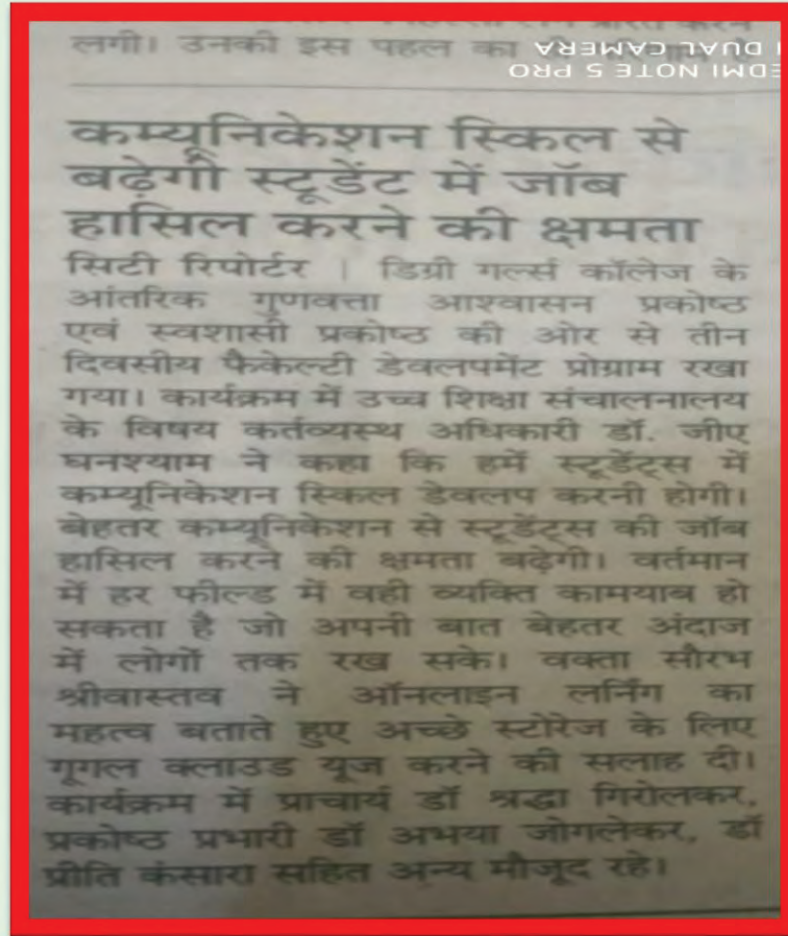 लगी। उनकी इस पहल का
DUAL CAMERA
EDMI NOTE 5 PRO
कम्यूनिकेशन स्किल से
बढ़ेगी स्टूडेंट में जॉब
हासिल करने की क्षमता
सिटी रिपोर्टर | डिग्री गर्ल्स कॉलेज के
आंतरिक गुणवत्ता आश्वासन प्रकोष्ठ
एवं स्वशासी प्रकोष्ठ की ओर से तीन
दिवसीय फैकेल्टी डेवलपमेंट प्रोग्राम रखा
गया। कार्यक्रम में उच्च शिक्षा संचालनालय
के विषय कर्तव्यस्थ अधिकारी डॉ. जीए
घनश्याम ने कहा कि हमें स्टूडेंट्स में
कम्यूनिकेशन स्किल डेवलप करनी होगी।
बेहतर कम्यूनिकेशन से स्टूडेंट्स की जॉब
हासिल करने की क्षमता बढ़ेगी। वर्तमान
में हर फील्ड में वही व्यक्ति कामयाब हो
सकता है जो अपनी बात बेहतर अंदाज
में लोगों तक रख सके। वक्ता सौरभ
श्रीवास्तव ने ऑनलाइन लर्निंग का
महत्व बताते हुए अच्छे स्टोरेज के लिए
गूगल क्लाउड यूज करने की सलाह दी।
कार्यक्रम में प्राचार्य डॉ श्रद्धा गिरोलकर,
प्रकोष्ठ प्रभारी डॉ अभया जोगलेकर, डॉ
प्रीति कंसारा सहित अन्य मौजूद रहे।